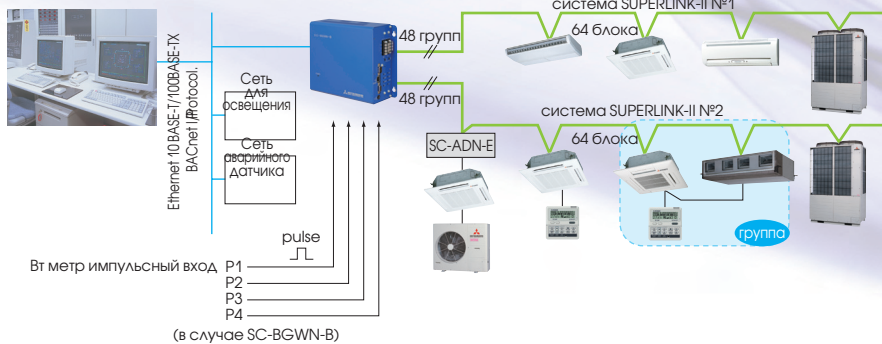 система SUPERLINK-II №1
48 групп
64 блока
Ethernet 10 BASE-T/100BASE-TX
BACnet I/Protoool.
Сеть
для
освещения
48 групп
система SUPERLINK-II №2
64 блока
SC-ADN-E
Сеть
аварийного
датчика
группа
pulse
Вт метр импульсный вход P1
P2
P3
P4
(в случае SC-BGWN-B)